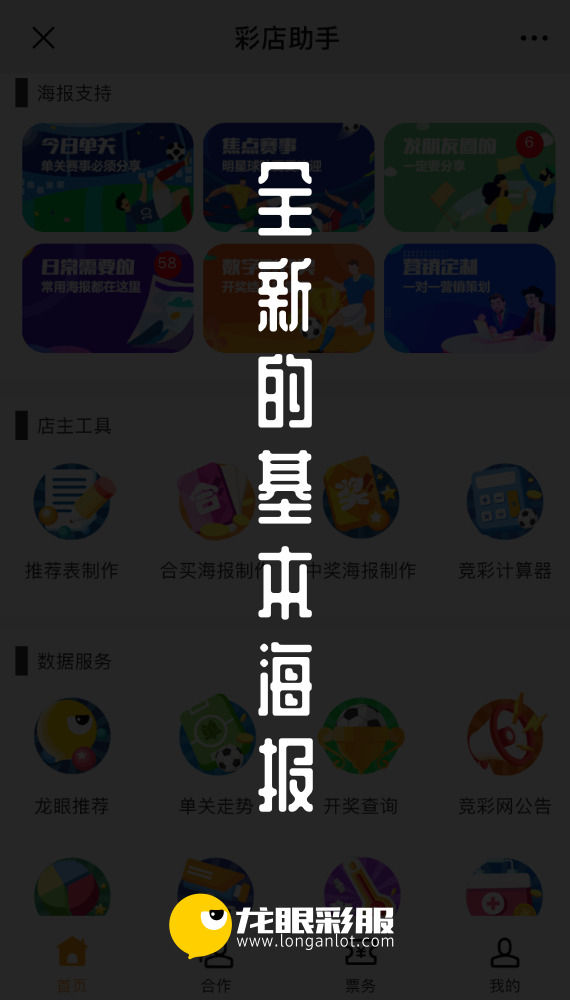 彩店助手
海报支持
今日单关
单关赛事必须分享
焦点赛事
明星球
迎
发朋友圈的
一定要分享
6
日常需要的
常用海报都在这里
58
数字
开奖
营销定制
一对一营销策划
全新的基本海报
店主工具
推荐表制作
合买海报制作
中奖海报制作
竞彩计算器
数据服务
龙眼推荐
单关走势
开奖查询
竞彩网公告
龙眼彩服
www.longanlot.com
首页
合作
票务
我的